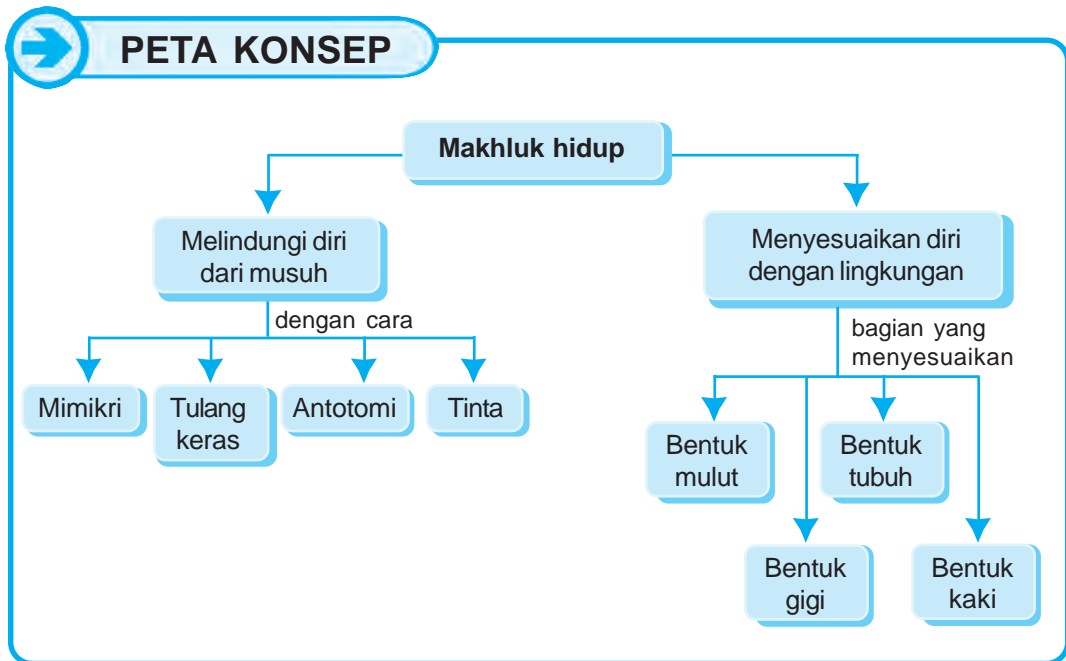 PETA KONSEP
Makhluk hidup
Melindungi diri
dari musuh
Menyesuaikan diri
dengan lingkungan
dengan cara
bagian yang
menyesuaikan
Mimikri
Tulang
keras
Antotomi
Tinta
Bentuk
mulut
Bentuk
tubuh
Bentuk
gigi
Bentuk
kaki